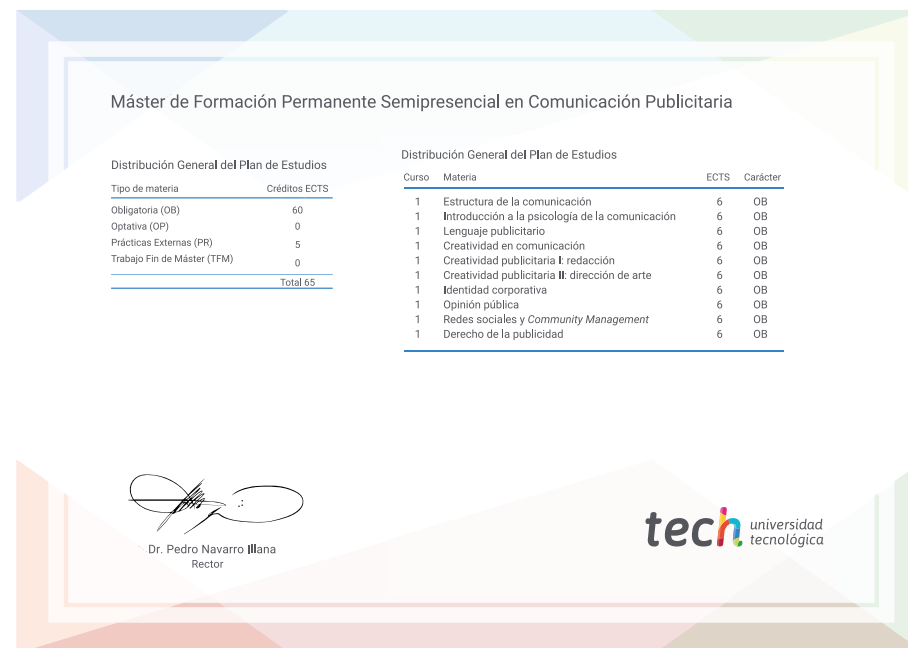 Máster de Formación Permanente Semipresencial en Comunicación Publicitaria
Distribución General del Plan de Estudios
Tipo de materia Créditos ECTS
Obligatoria (OB) 60
Optativa (OP) 0
Prácticas Externas (PR) 5
Trabajo Fin de Máster (TFM) 0
Total 65
Distribución General del Plan de Estudios
Curso Materia ECTS Carácter
1 Estructura de la comunicación 6 OB
1 Introducción a la psicología de la comunicación 6 OB
1 Lenguaje publicitario 6 OB
1 Creatividad en comunicación 6 OB
1 Creatividad publicitaria I: redacción 6 OB
1 Creatividad publicitaria II: dirección de arte 6 OB
1 Identidad corporativa 6 OB
1 Opinión pública 6 OB
1 Redes sociales y Community Management 6 OB
1 Derecho de la publicidad 6 OB
Dr. Pedro Navarro Illana
Rector
tech universidad
tecnológica